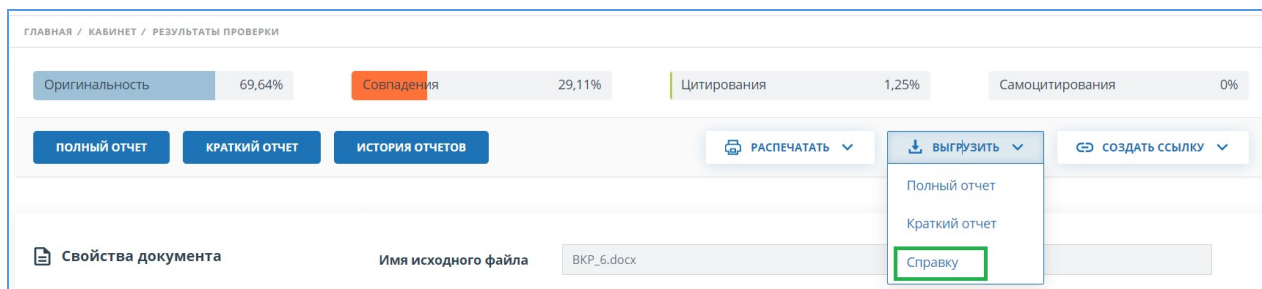 ГЛАВНАЯ / КАБИНЕТ / РЕЗУЛЬТАТЫ ПРОВЕРКИ
Оригинальность 69,64% Совпадения 29,11% Цитирования 1,25% Самоцитирования 0%
ПОЛНЫЙ ОТЧЕТ КРАТКИЙ ОТЧЕТ ИСТОРИЯ ОТЧЕТОВ РАСПЕЧАТАТЬ ВЫГРУЗИТЬ СОЗДАТЬ ССЫЛКУ
Полный отчет
Краткий отчет
Свойства документа Имя исходного файла ВКР_6.docx Справку